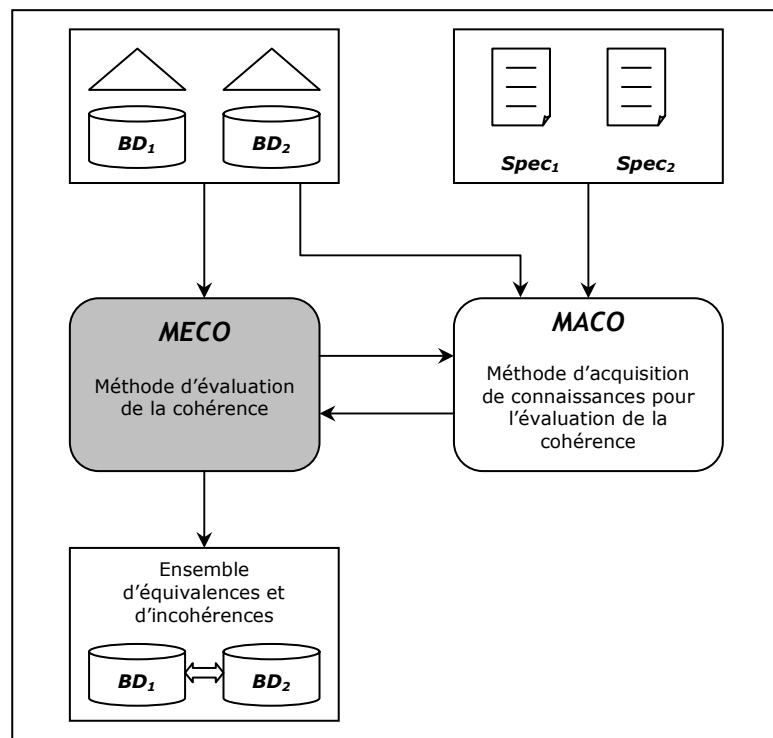 BD₁ BD₂
Spec₁ Spec₂
MECO
Méthode d'évaluation
de la cohérence
MACO
Méthode d'acquisition
de connaissances pour
l'évaluation de la
cohérence
Ensemble
d'équivalences et
d'incohérences
BD₁ BD₂